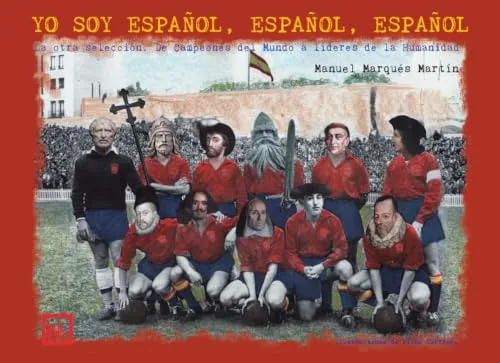 YO SOY ESPAÑOL, ESPAÑOL, ESPAÑOL
La otra selección. De Campeones del Mundo a líderes de la Humanidad
Manuel Marqués Martín